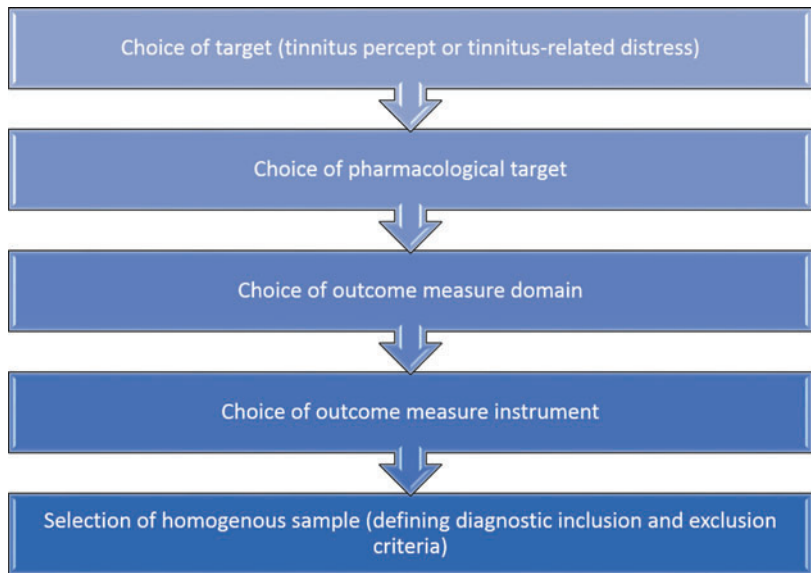 Choice of target (tinnitus percept or tinnitus-related distress)
Choice of pharmacological target
Choice of outcome measure domain
Choice of outcome measure instrument
Selection of homogenous sample (defining diagnostic inclusion and exclusion
criteria)